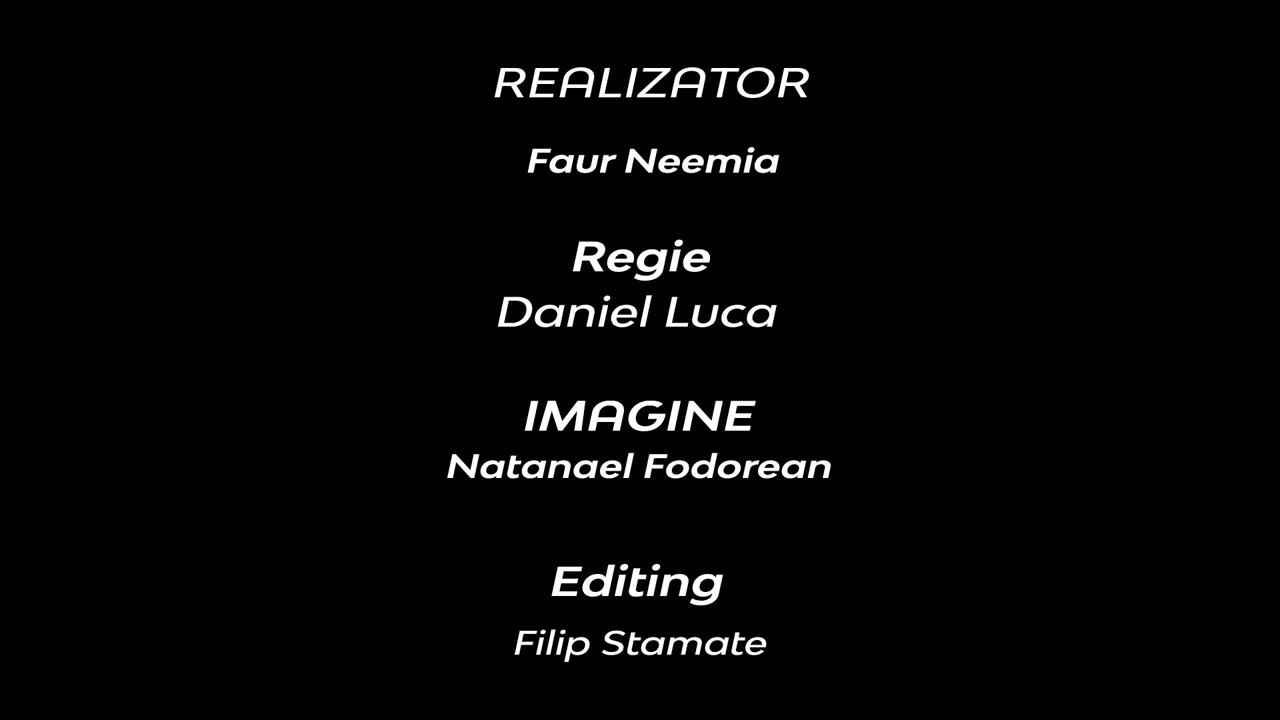 REALIZATOR
Faur Neemia
Regie
Daniel Luca
IMAGINE
Natanael Fodorean
Editing
Filip Stamate